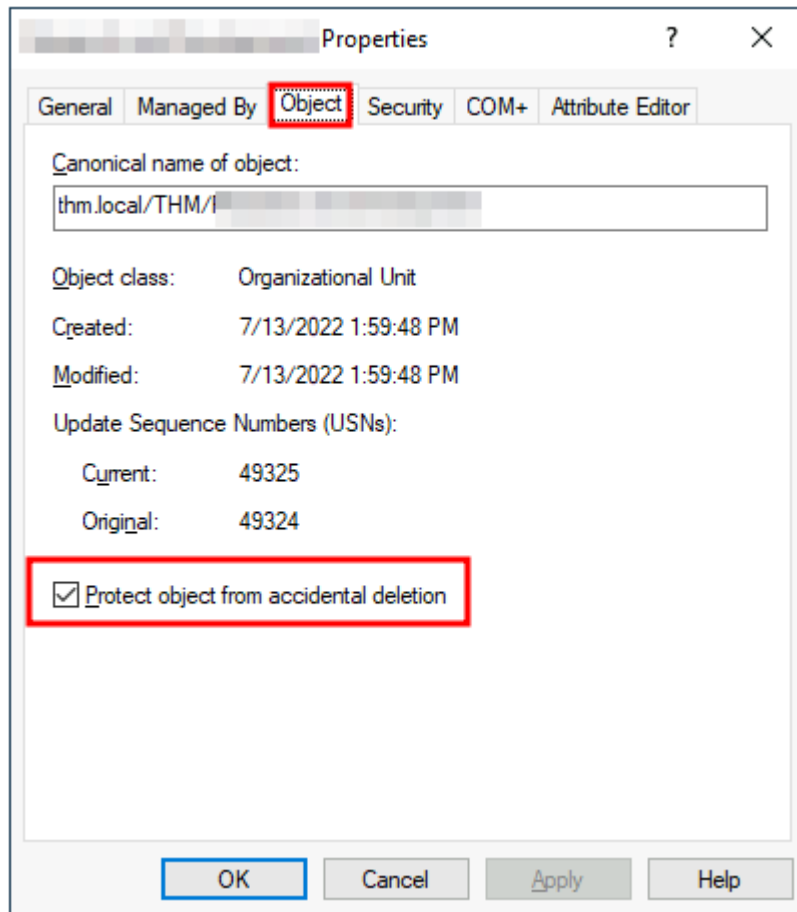 Properties
General Managed By Object Security COM+ Attribute Editor
Canonical name of object:
thm.local/THM/
Object class: Organizational Unit
Created: 7/13/2022 1:59:48 PM
Modified: 7/13/2022 1:59:48 PM
Update Sequence Numbers (USNs):
Current: 49325
Original: 49324
Protect object from accidental deletion
OK Cancel Apply Help